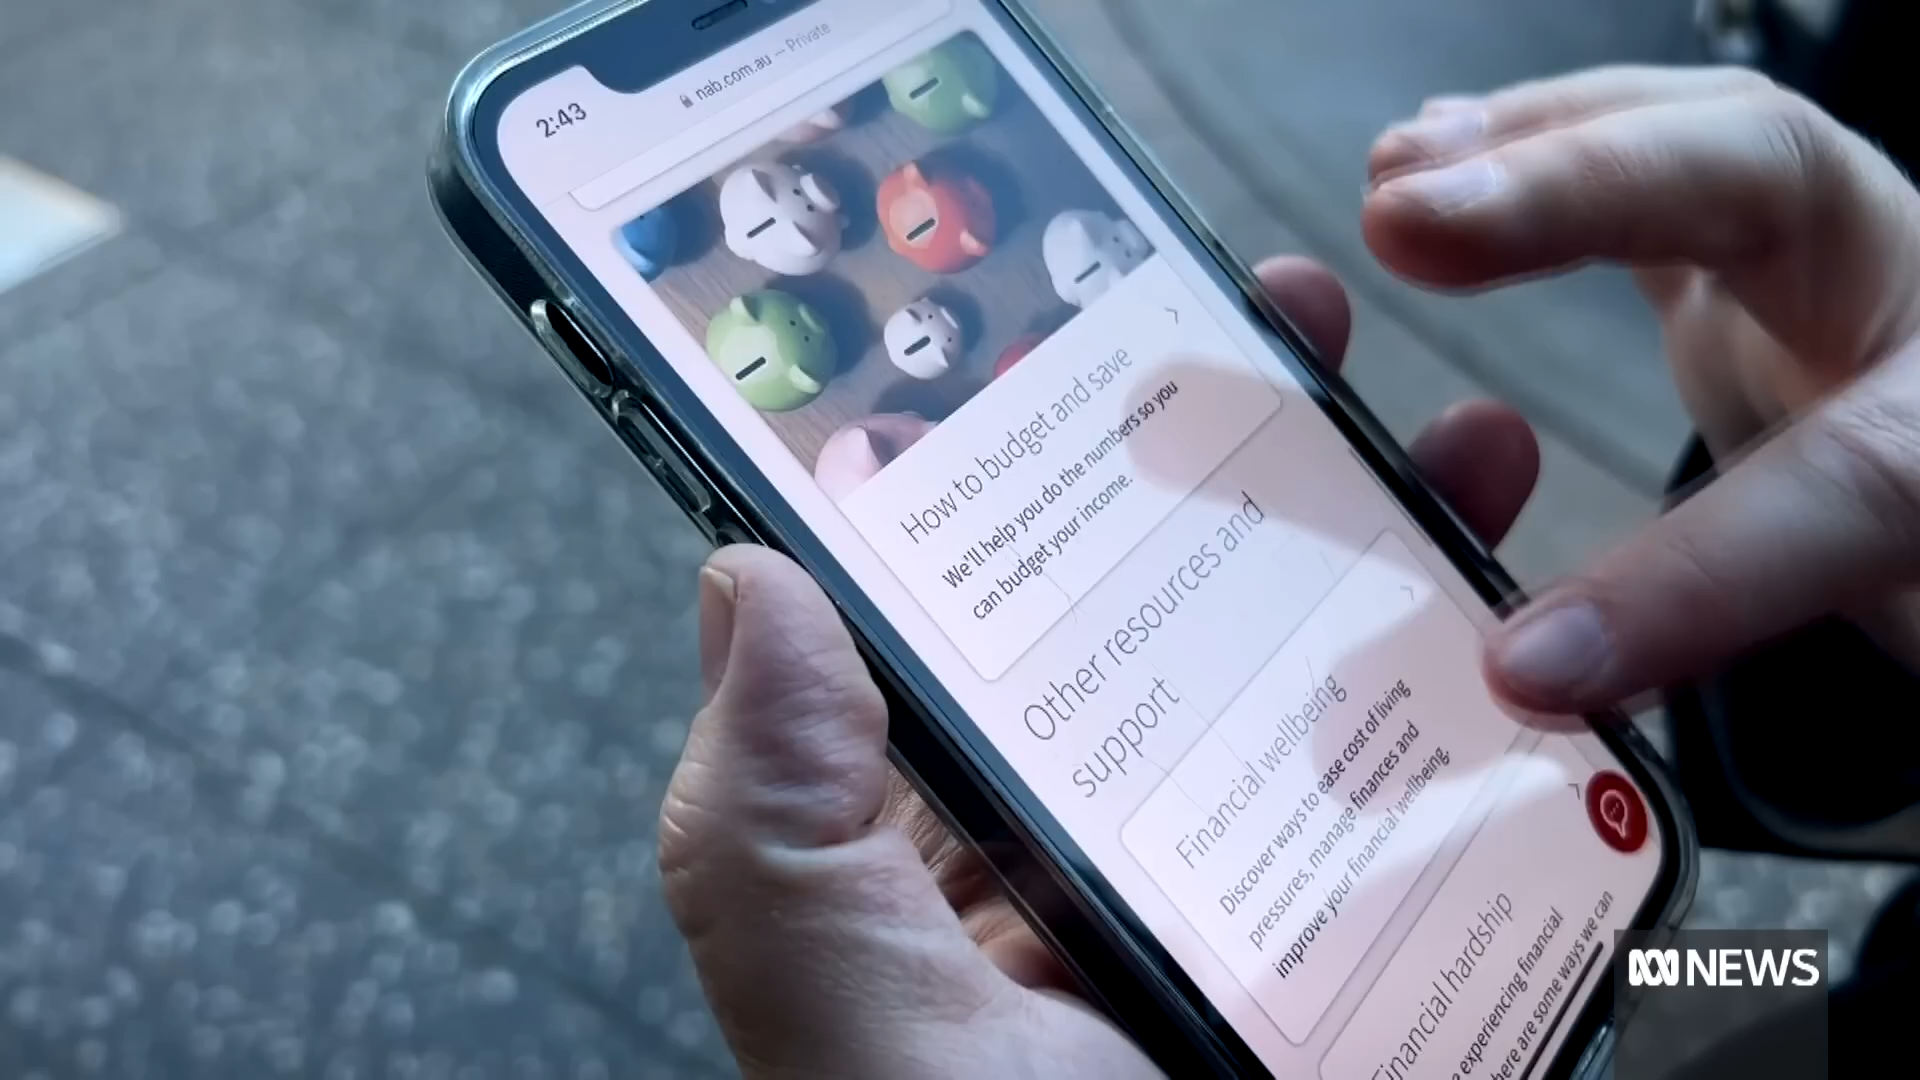 2:43
nab.com.au — Private
How to budget and save
We'll help you do the numbers so you
can budget your income.
Other resources and
support
Financial wellbeing
Discover ways to ease cost of living
pressures, manage finances and
improve your financial wellbeing.
Financial hardship
experiencing financial
here are some ways we can
NEWS